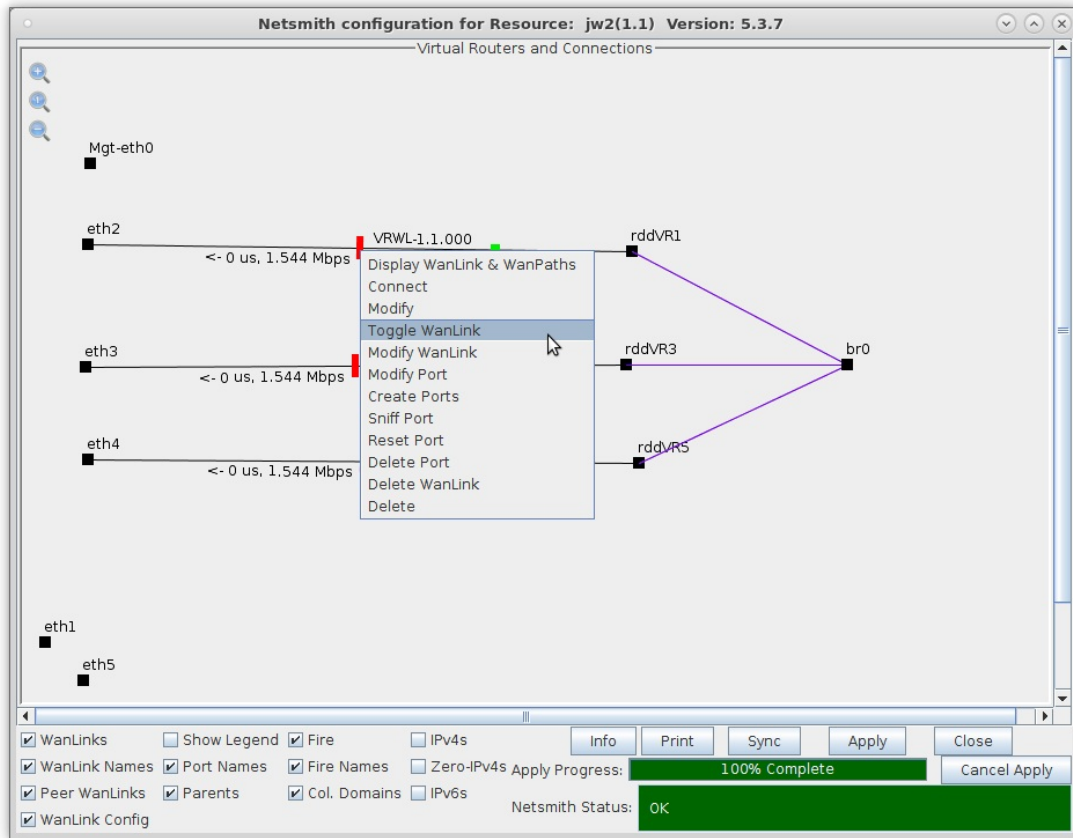 Netsmith configuration for Resource: jw2(1.1) Version: 5.3.7
Virtual Routers and Connections
Mgt-eth0
eth2
VRWL-1.1.000
rddVR1
<- 0 us, 1.544 Mbps
Display WanLink & WanPaths
Connect
Modify
Toggle WanLink
Modify WanLink
Modify Port
Create Ports
Sniff Port
Reset Port
Delete Port
Delete WanLink
Delete
eth3
rddVR3
br0
<- 0 us, 1.544 Mbps
eth4
rddVR5
<- 0 us, 1.544 Mbps
eth1
eth5
WanLinks Show Legend Fire IPv4s Info Print Sync Apply Close
WanLink Names Port Names Fire Names Zero-IPv4s Apply Progress: 100% Complete Cancel Apply
Peer WanLinks Parents Col. Domains IPv6s Netsmith Status: OK
WanLink Config